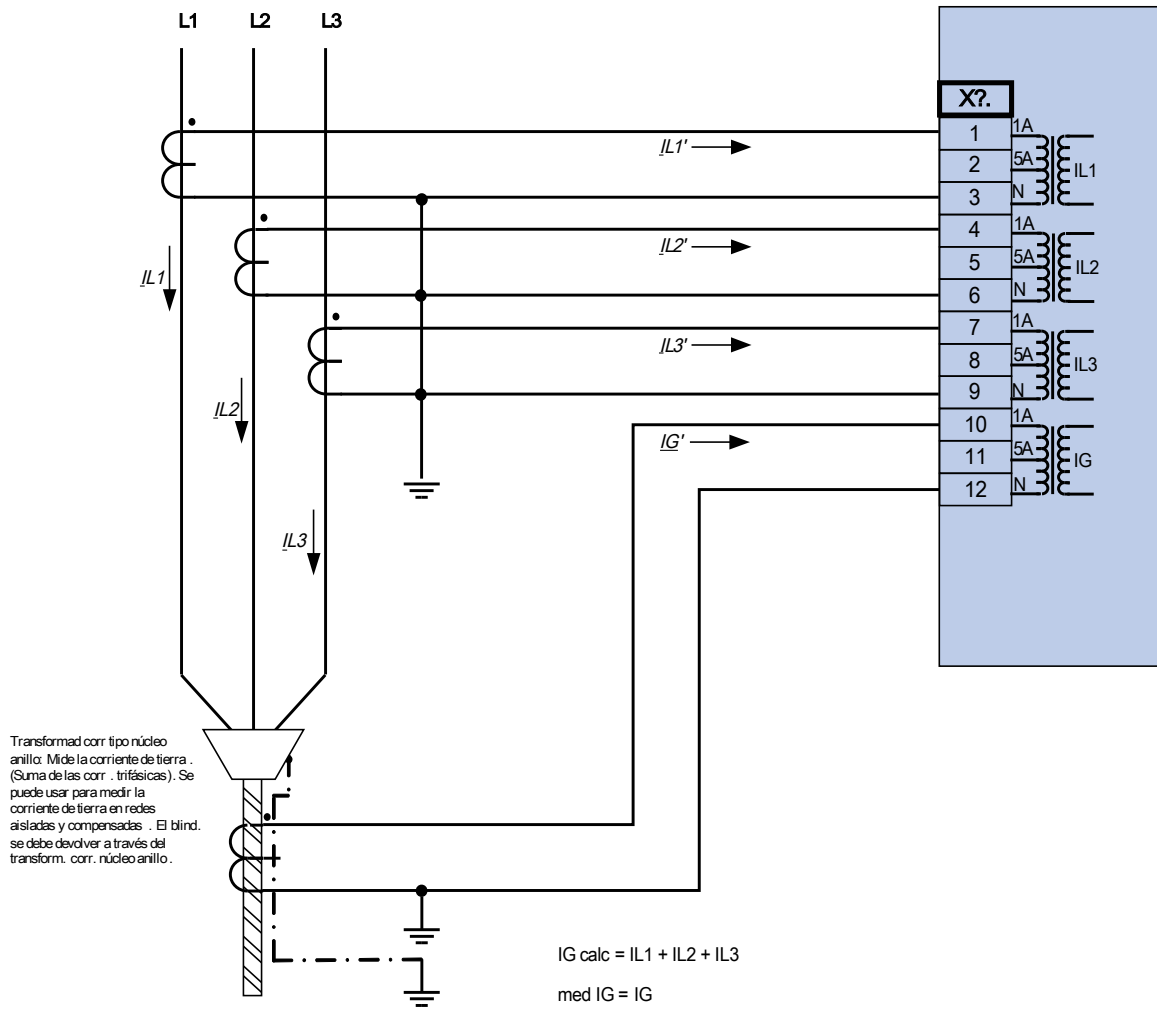 L1 L2 L3
X?.
1 1A
2 5A IL1
3 N
4 1A
5 5A IL2
6 N
7 1A
8 5A IL3
9 N
10 1A
11 5A IG
12 N
IL1'
IL2'
IL3'
IG'
IL1
IL2
IL3
Transformad corr tipo núcleo
anillo: Mide la corriente de tierra .
(Suma de las corr . trifásicas). Se
puede usar para medir la
corriente de tierra en redes
aisladas y compensadas . El blind.
se debe devolver a través del
transform. corr. núcleo anillo .
IG calc = IL1 + IL2 + IL3
med IG = IG